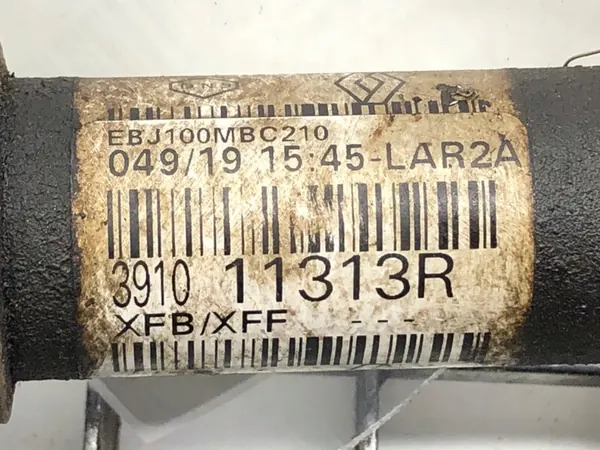 EBJ100MBC210
049/19 15:45-LAR2A
3910 11313R
XFB/XFF ----